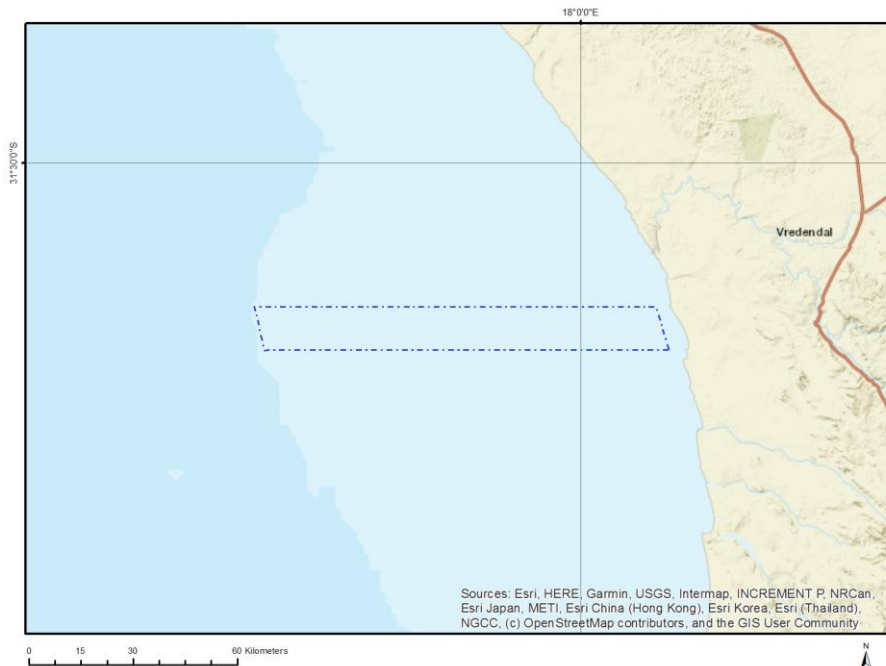 18°0'0"E
31°30'0"S
Vredendal
Sources: Esri, HERE, Garmin, USGS, Intermap, INCREMENT P, NRCan,
Esri Japan, METI, Esri China (Hong Kong), Esri Korea, Esri (Thailand),
NGCC, (c) OpenStreetMap contributors, and the GIS User Community
0 15 30 60 Kilometers
N